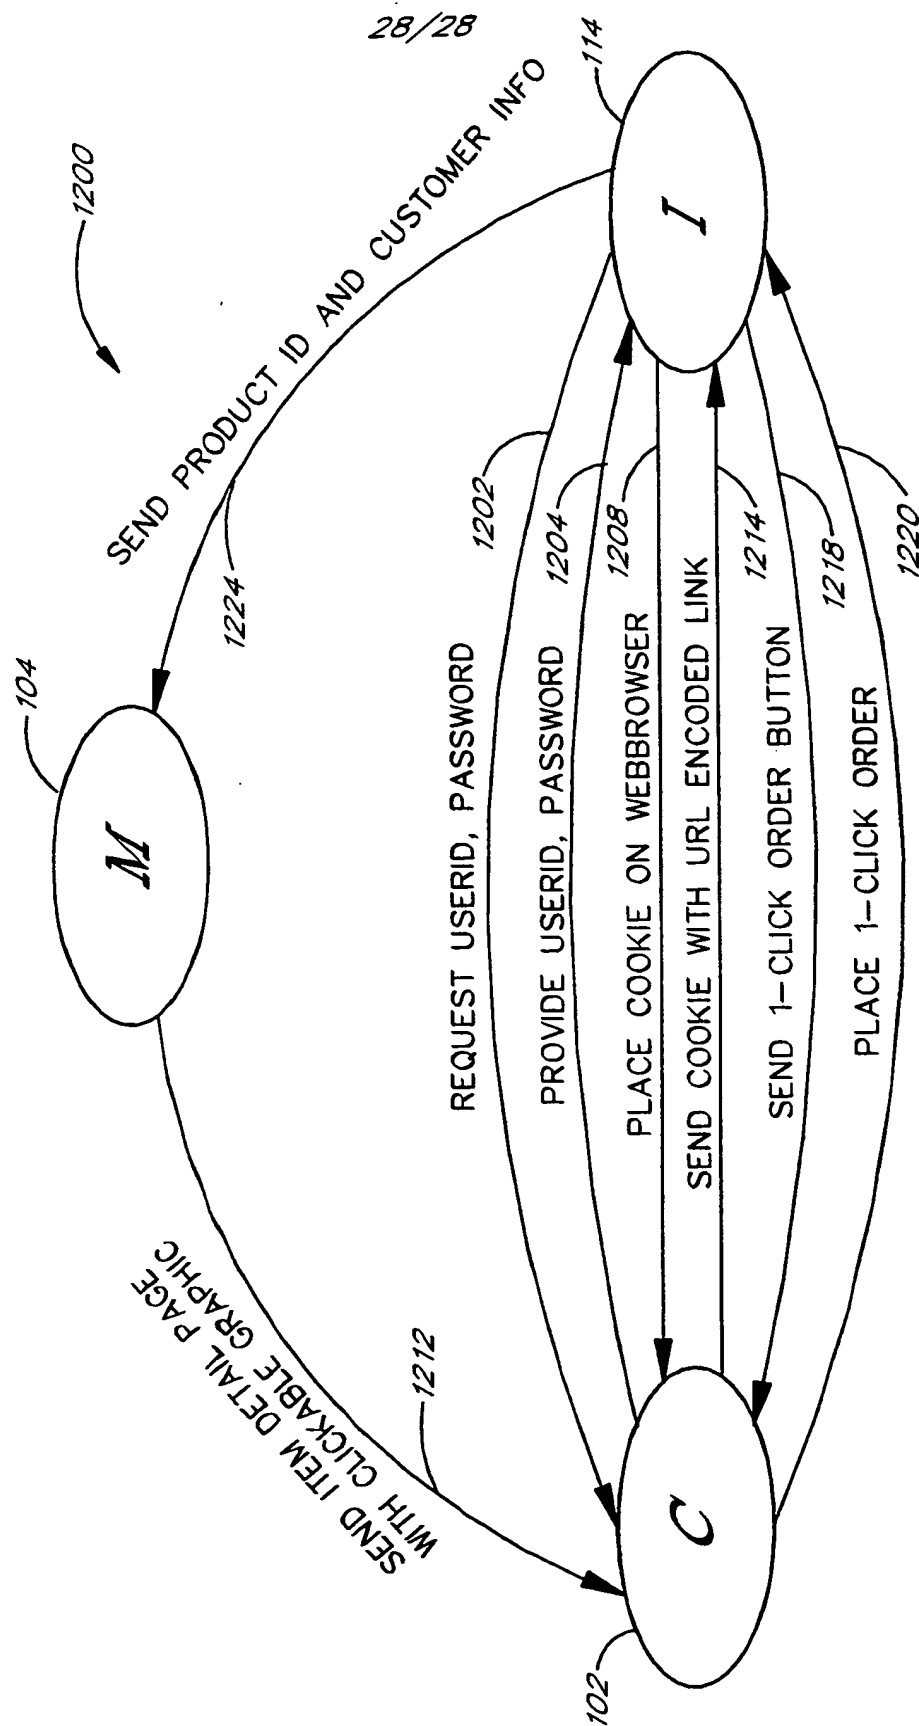 28/28
1200
M
104
SEND PRODUCT ID AND CUSTOMER INFO
1224
SEND ITEM DETAIL PAGE
WITH CLICKABLE GRAPHIC
1212
REQUEST USERID, PASSWORD
1202
PROVIDE USERID, PASSWORD
1204
PLACE COOKIE ON WEBBROWSER
1208
SEND COOKIE WITH URL ENCODED LINK
1214
SEND 1-CLICK ORDER BUTTON
1218
PLACE 1-CLICK ORDER
1220
C
102
I
114